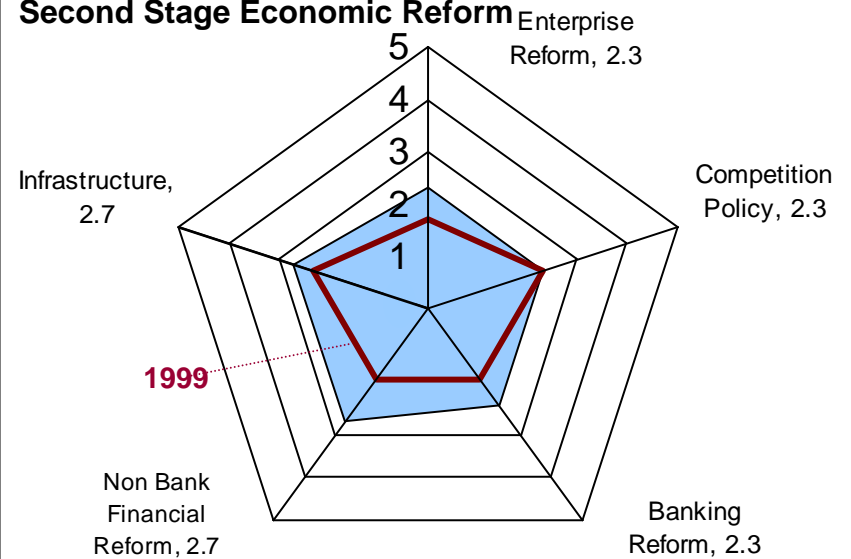 Second Stage Economic Reform
Enterprise
Reform, 2.3
5
4
3
2
1
Infrastructure,
2.7
Competition
Policy, 2.3
1999
Non Bank
Financial
Reform, 2.7
Banking
Reform, 2.3